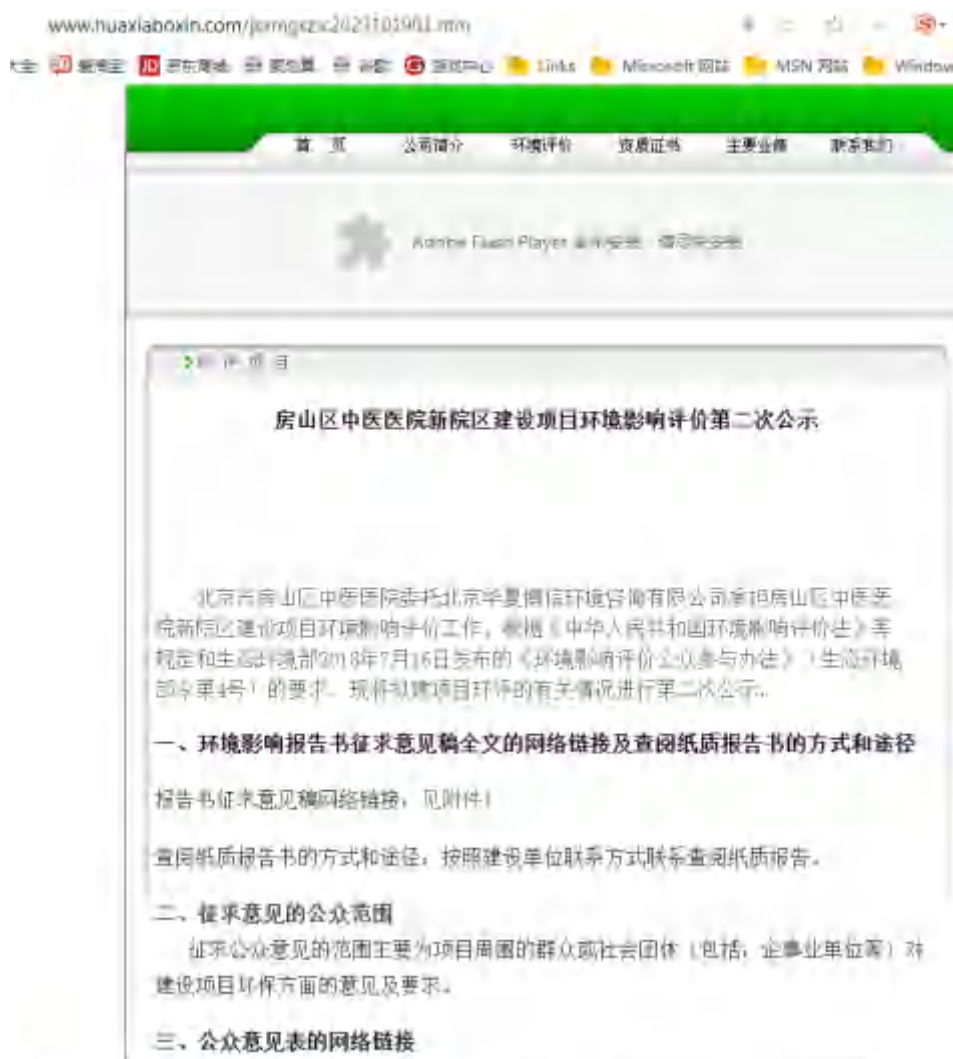 www.huaxiaboxin.com/
京东商城 Links Microsoft 网站 MSN 网站 Window
首 页 公司简介 环境评价 资质证书 主要业绩 联系我们
Adobe Flash Player
项 目
房山区中医医院新院区建设项目环境影响评价第二次公示
北京市房山区中医医院委托北京华夏博信环境咨询有限公司承担房山区中医医
院新院区建设项目环境影响评价工作，根据《中华人民共和国环境影响评价法》等
规定和生态环境部2018年7月16日发布的《环境影响评价公众参与办法》（生态环境
部令第4号）的要求，现将拟建项目环评的有关情况进行第二次公示。
一、环境影响报告书征求意见稿全文的网络链接及查阅纸质报告书的方式和途径
报告书征求意见稿网络链接：见附件1
查阅纸质报告书的方式和途径：按照建设单位联系方式联系查阅纸质报告。
二、征求意见的公众范围
征求公众意见的范围主要为项目周围的群众或社会团体（包括：企事业单位等）对
建设项目环保方面的意见及要求。
三、公众意见表的网络链接